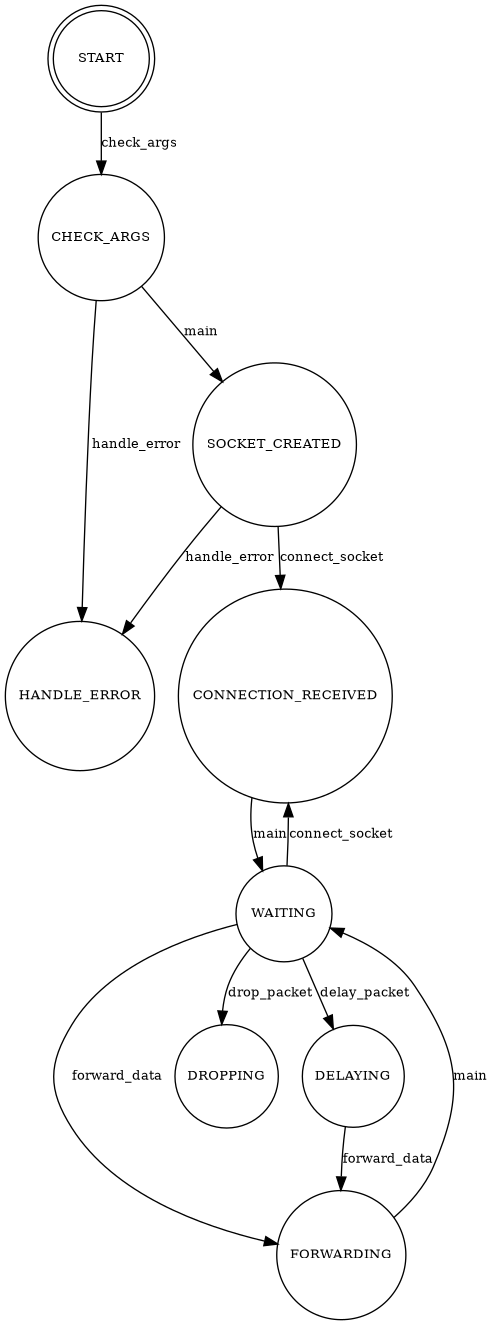 START
check_args
CHECK_ARGS
main
handle_error
SOCKET_CREATED
handle_error
connect_socket
HANDLE_ERROR
CONNECTION_RECEIVED
main
connect_socket
WAITING
drop_packet
delay_packet
forward_data
DROPPING
DELAYING
main
forward_data
FORWARDING